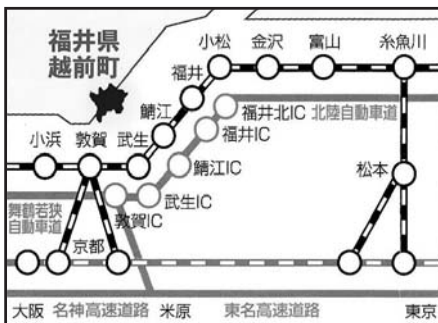 福井県
越前町
小松
金沢
富山
糸魚川
福井
鯖江
小浜
敦賀
武生
福井北IC
北陸自動車道
福井IC
鯖江IC
武生IC
敦賀IC
松本
舞鶴若狭
自動車道
京都
大阪
名神高速道路
米原
東名高速道路
東京